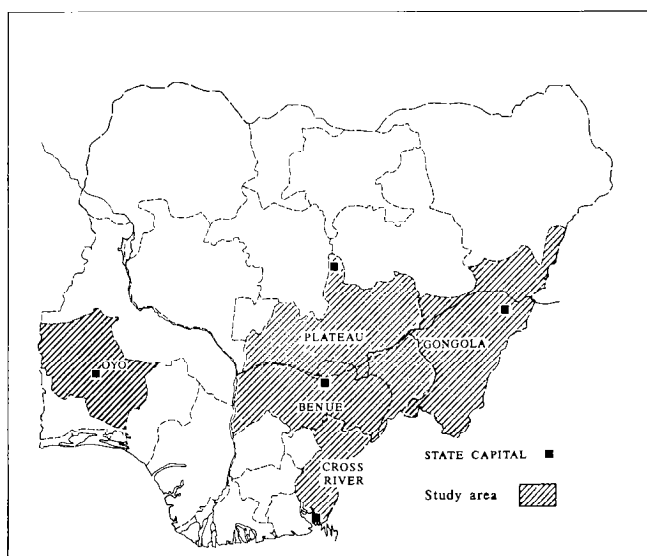 PLATEAU
GONGOLA
OYO
BENUE
CROSS
RIVER
STATE CAPITAL
Study area